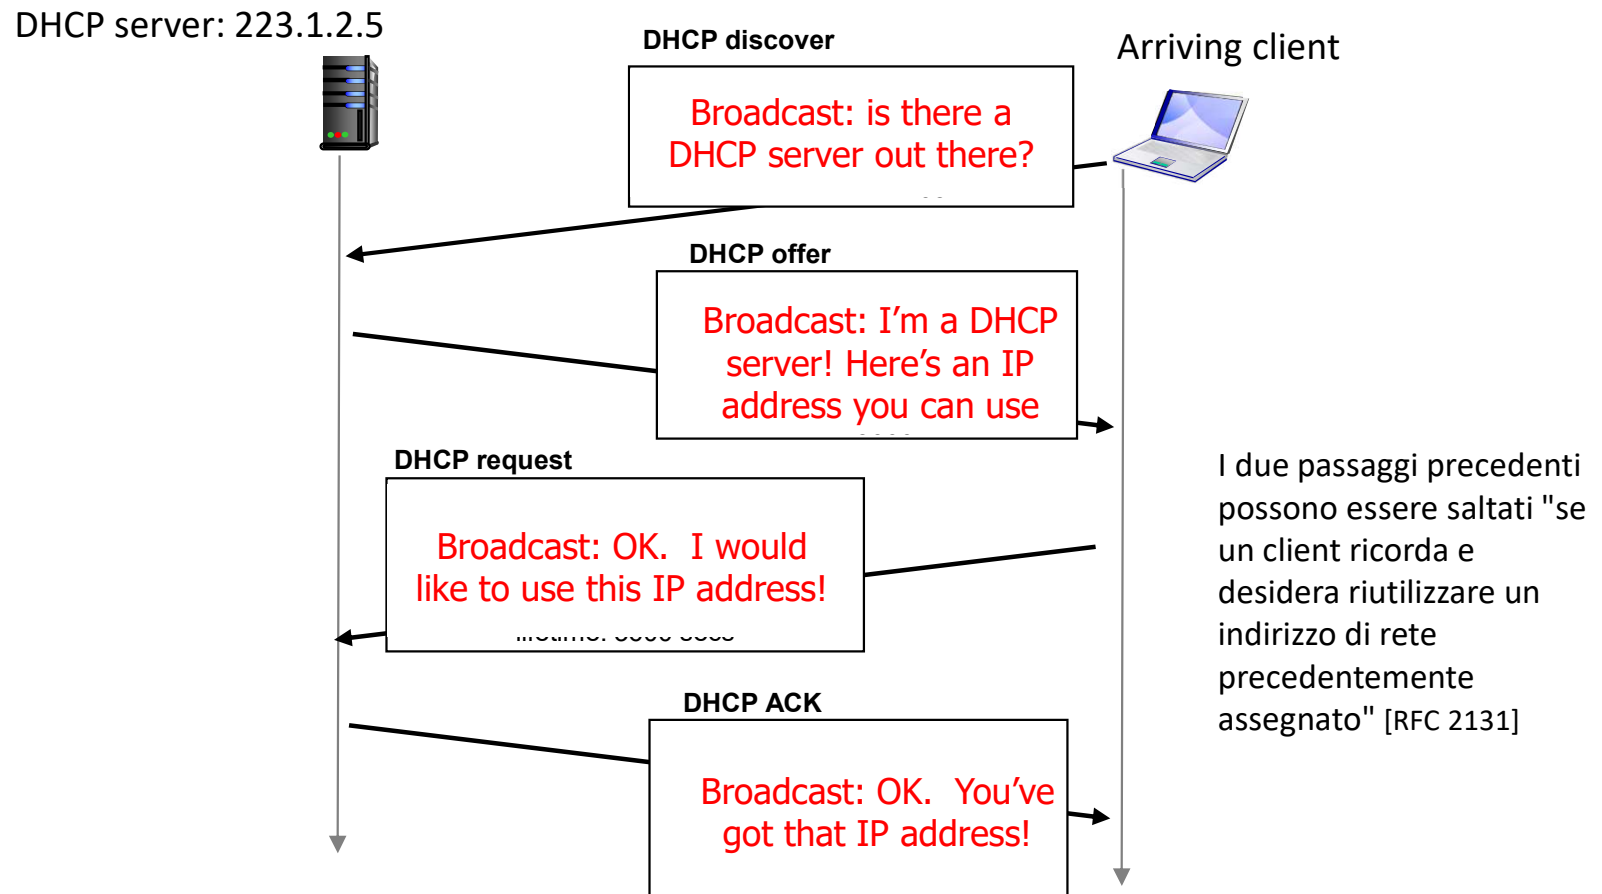 DHCP server: 223.1.2.5
DHCP discover
Arriving client
Broadcast: is there a
DHCP server out there?
DHCP offer
Broadcast: I’m a DHCP
server! Here’s an IP
address you can use
DHCP request
Broadcast: OK.  I would
like to use this IP address!
I due passaggi precedenti
possono essere saltati "se
un client ricorda e
desidera riutilizzare un
indirizzo di rete
precedentemente
assegnato" [RFC 2131]
DHCP ACK
Broadcast: OK.  You’ve
got that IP address!